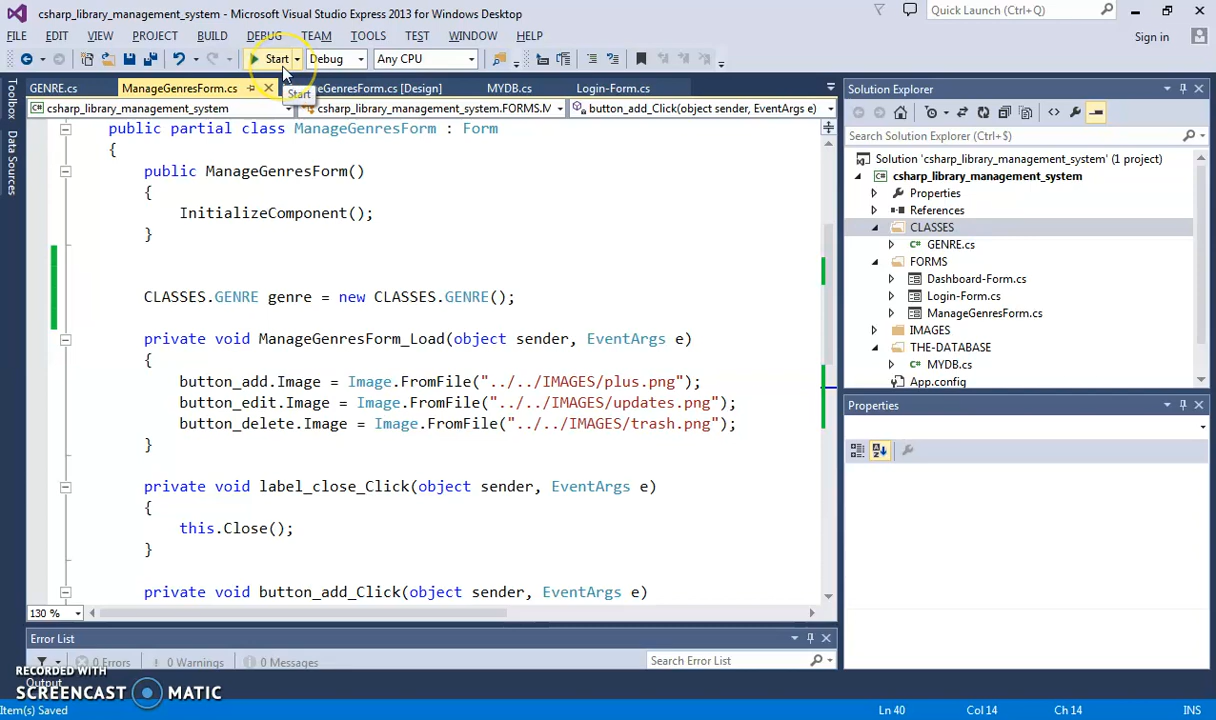 csharp_library_management_system - Microsoft Visual Studio Express 2013 for Windows Desktop
Quick Launch (Ctrl+Q)
FILE EDIT VIEW PROJECT BUILD DEBUG TEAM TOOLS TEST WINDOW HELP
Sign in
Start Debug Any CPU
Start
GENRE.cs ManageGenresForm.cs eGenresForm.cs [Design] MYDB.cs Login-Form.cs
csharp_library_management_system csharp_library_management_system.FORMS.M button_add_Click(object sender, EventArgs e)
Toolbox
Data Sources
public partial class ManageGenresForm : Form
{
public ManageGenresForm()
{
InitializeComponent();
}
CLASSES.GENRE genre = new CLASSES.GENRE();
private void ManageGenresForm_Load(object sender, EventArgs e)
{
button_add.Image = Image.FromFile("../../IMAGES/plus.png");
button_edit.Image = Image.FromFile("../../IMAGES/updates.png");
button_delete.Image = Image.FromFile("../../IMAGES/trash.png");
}
private void label_close_Click(object sender, EventArgs e)
{
this.Close();
}
private void button_add_Click(object sender, EventArgs e)
130 %
Error List
0 Errors 0 Warnings 0 Messages
Search Error List
Output
Solution Explorer
Search Solution Explorer (Ctrl+$)
Solution 'csharp_library_management_system' (1 project)
csharp_library_management_system
Properties
References
CLASSES
GENRE.cs
FORMS
Dashboard-Form.cs
Login-Form.cs
ManageGenresForm.cs
IMAGES
THE-DATABASE
MYDB.cs
App.config
Properties
RECORDED WITH
SCREENCAST MATIC
Item(s) Saved
Ln 40 Col 14 Ch 14 INS